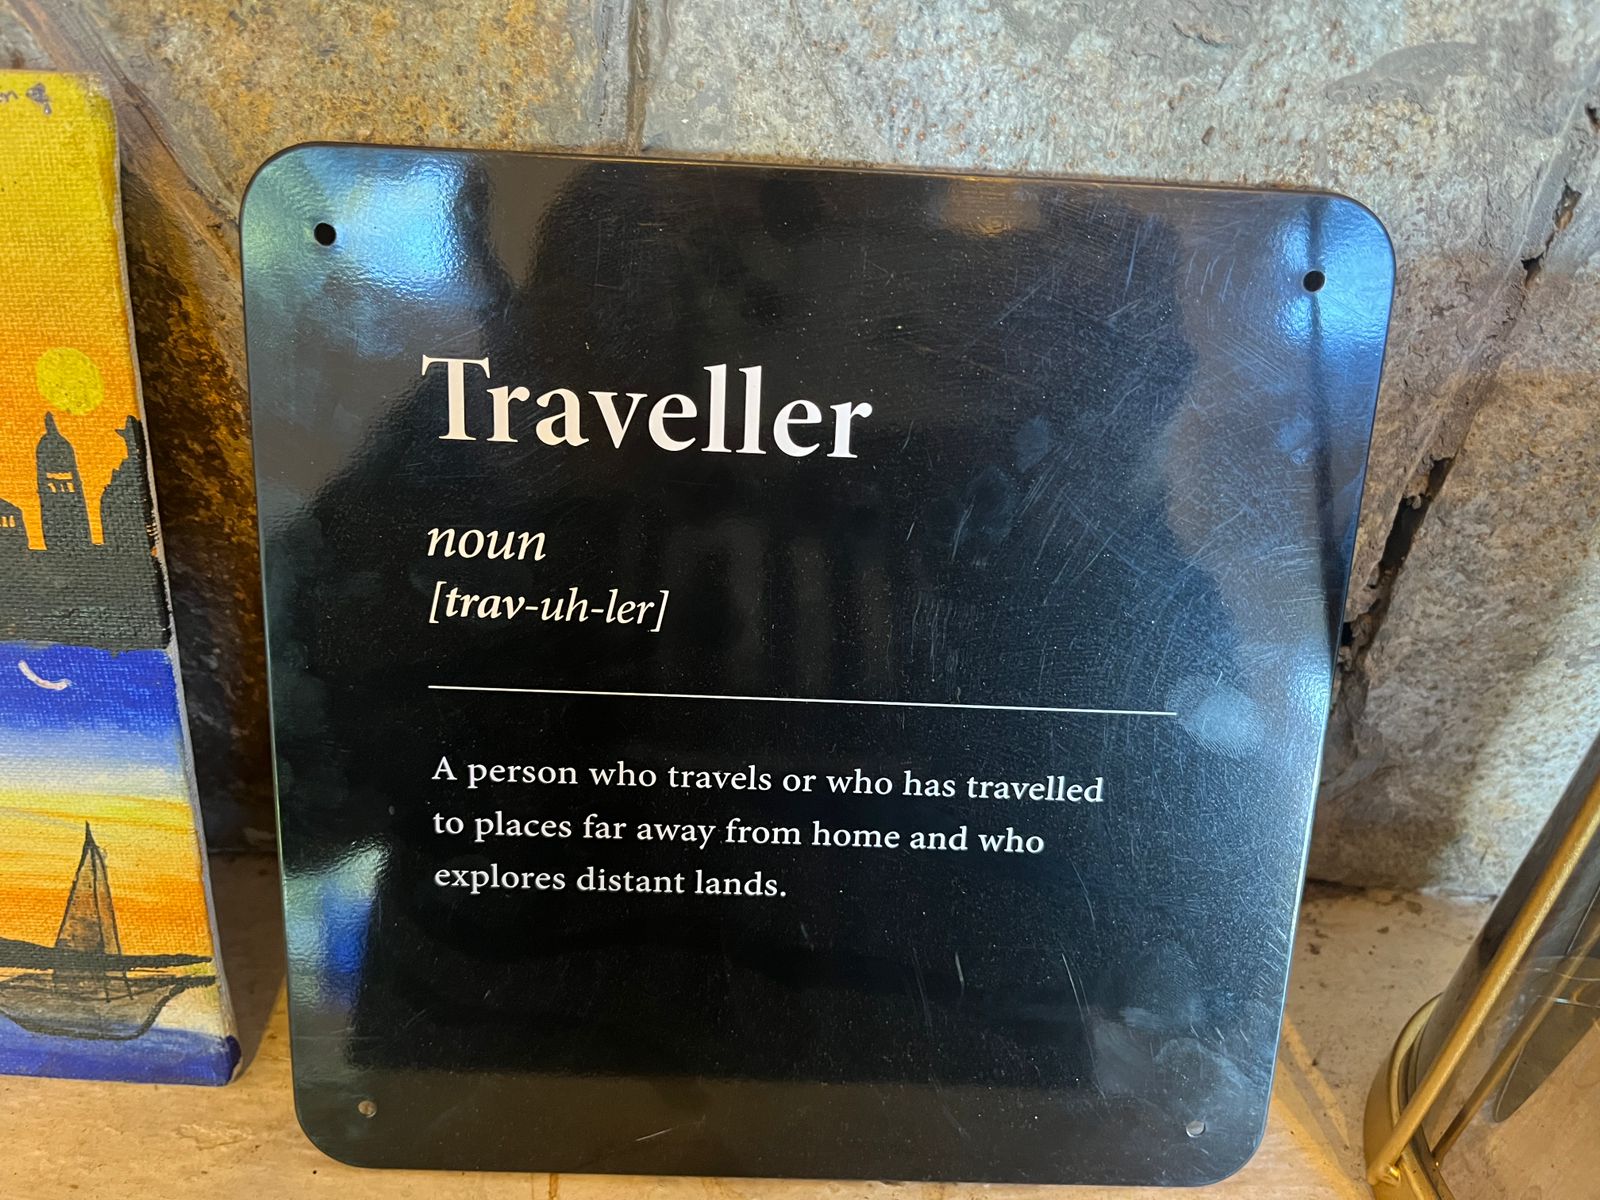 Traveller
noun
[trav-uh-ler]
A person who travels or who has travelled
to places far away from home and who
explores distant lands.